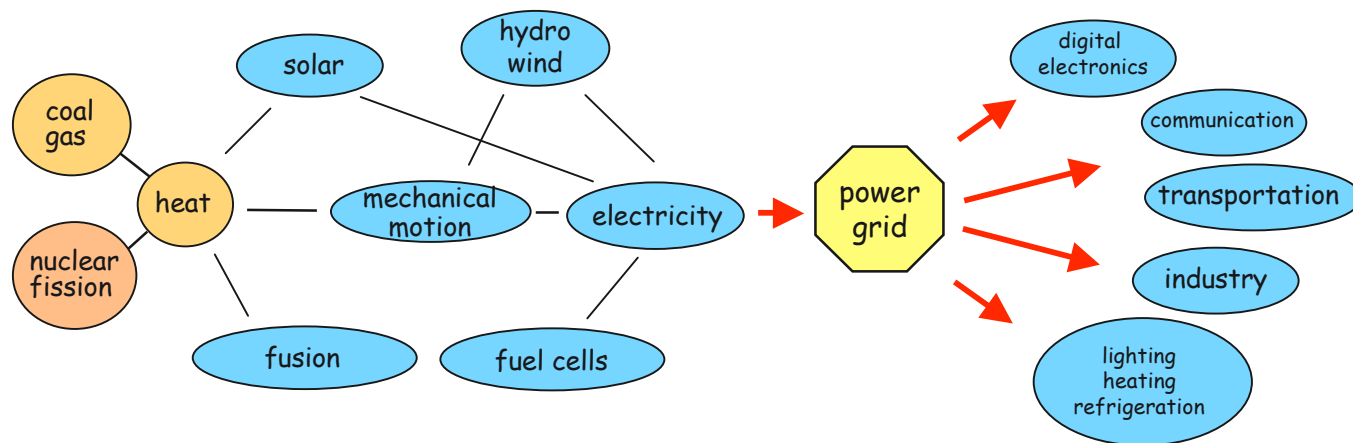 solar
hydro
wind
digital
electronics
coal
gas
communication
heat
mechanical
motion
electricity
power
grid
transportation
nuclear
fission
industry
fusion
fuel cells
lighting
heating
refrigeration